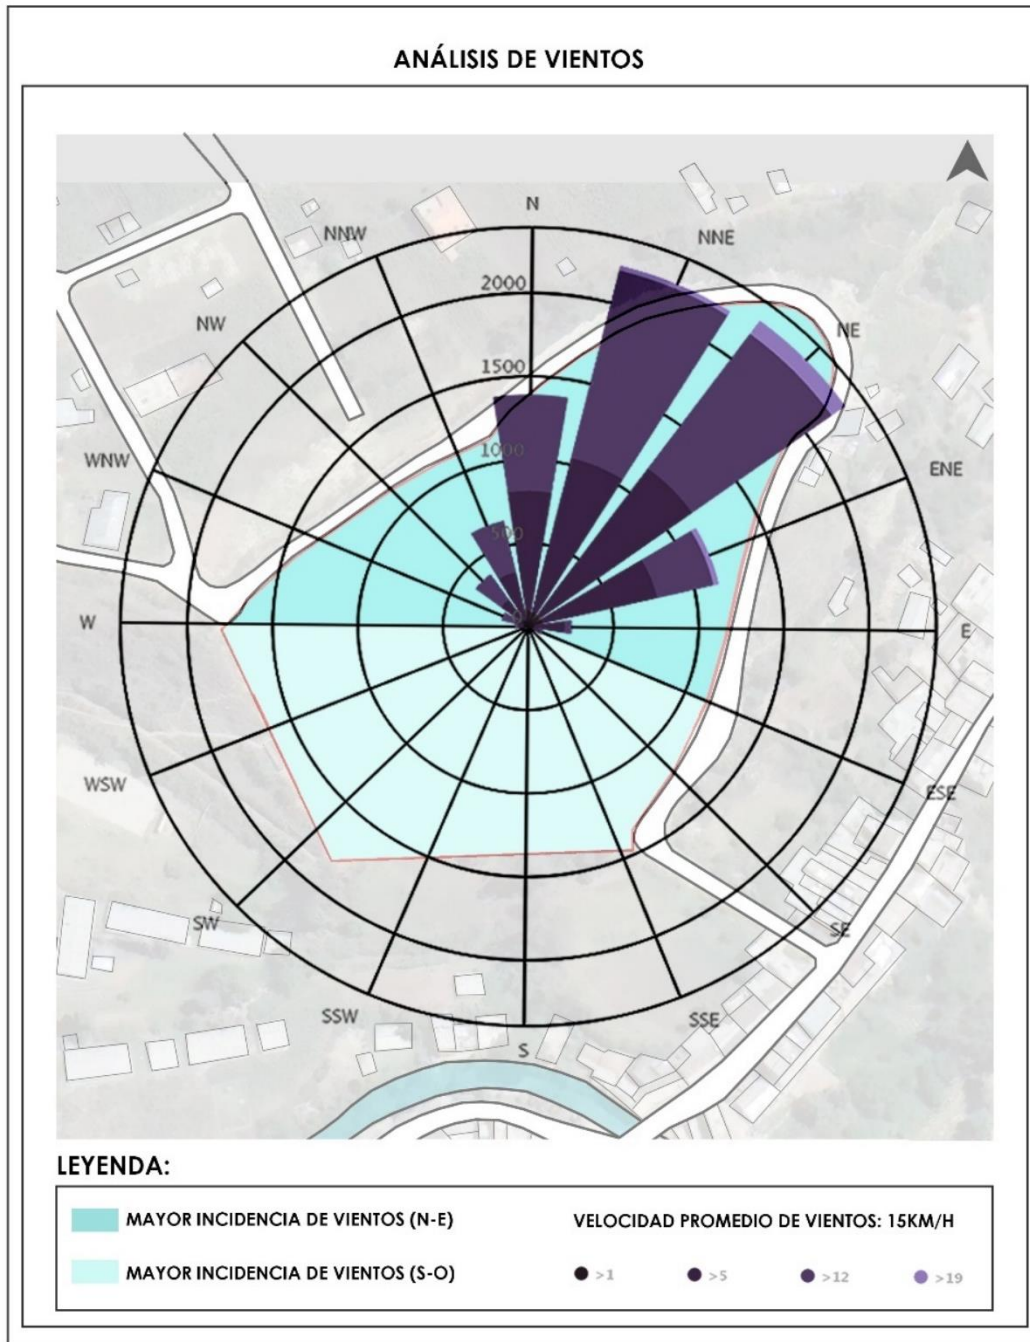 ANÁLISIS DE VIENTOS
N
NNW
NNE
2000
NW
NE
1500
WNW
1000
ENE
500
W
E
WSW
ESE
SW
SE
SSW
SSE
S
LEYENDA:
MAYOR INCIDENCIA DE VIENTOS (N-E)
VELOCIDAD PROMEDIO DE VIENTOS: 15KM/H
MAYOR INCIDENCIA DE VIENTOS (S-O)
>1 >5 >12 >19